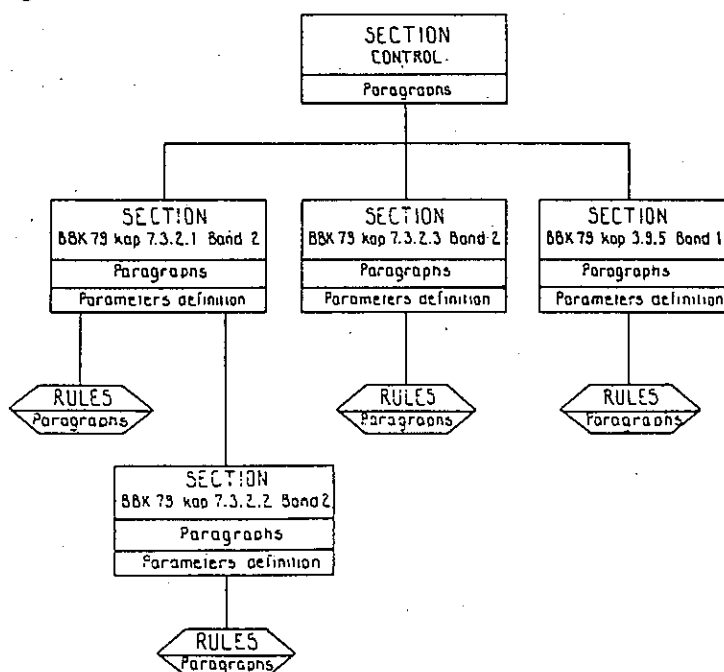 SECTION
CONTROL
Paragraphs
SECTION
BBK 79 kap 7.3.2.1 Band 2
Paragraphs
Parameters definition
SECTION
BBK 79 kap 7.3.2.3 Band 2
Paragraphs
Parameters definition
SECTION
BBK 79 kap 3.9.5 Band 1
Paragraphs
Parameters definition
RULES
Paragraphs
RULES
Paragraphs
RULES
Paragraphs
SECTION
BBK 79 kap 7.3.2.2 Band 2
Paragraphs
Parameters definition
RULES
Paragraphs